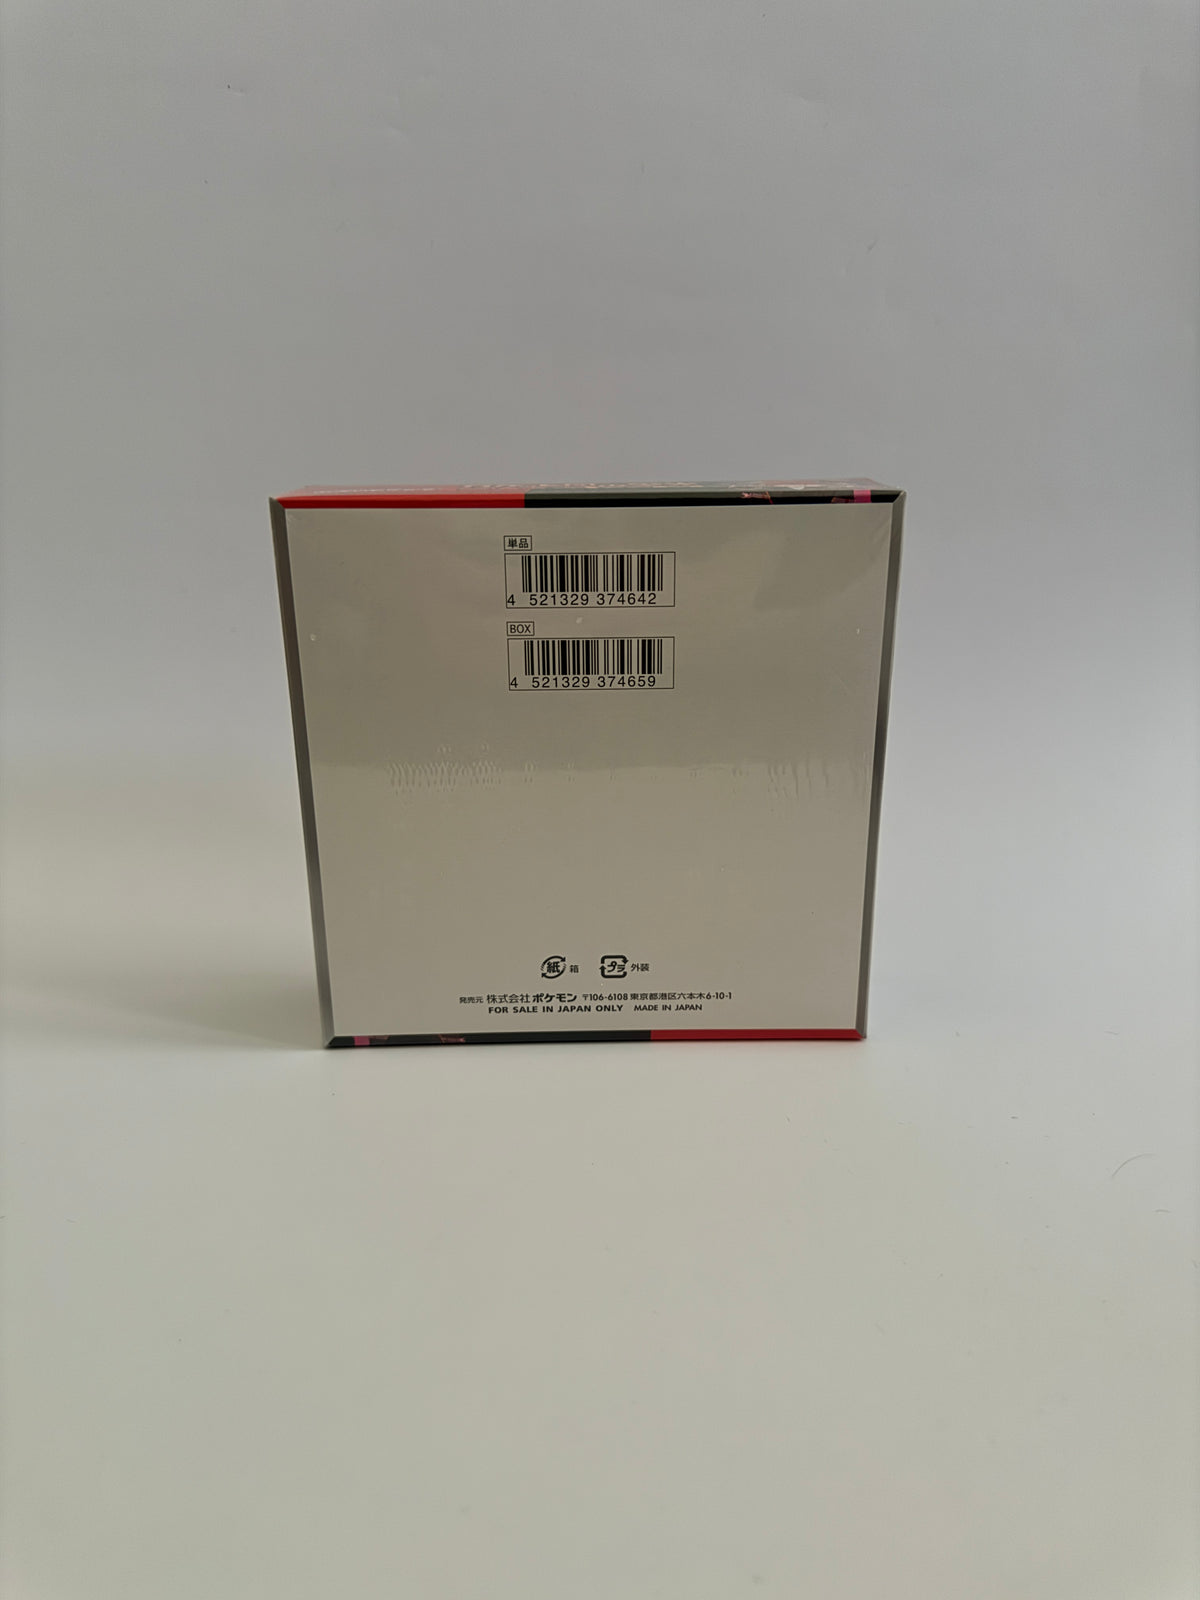 単品
4 521329 374642
BOX
4 521329 374659
紙 箱 プラ 外装
発売元 株式会社ポケモン 〒106-6108 東京都港区六本木6-10-1
FOR SALE IN JAPAN ONLY MADE IN JAPAN